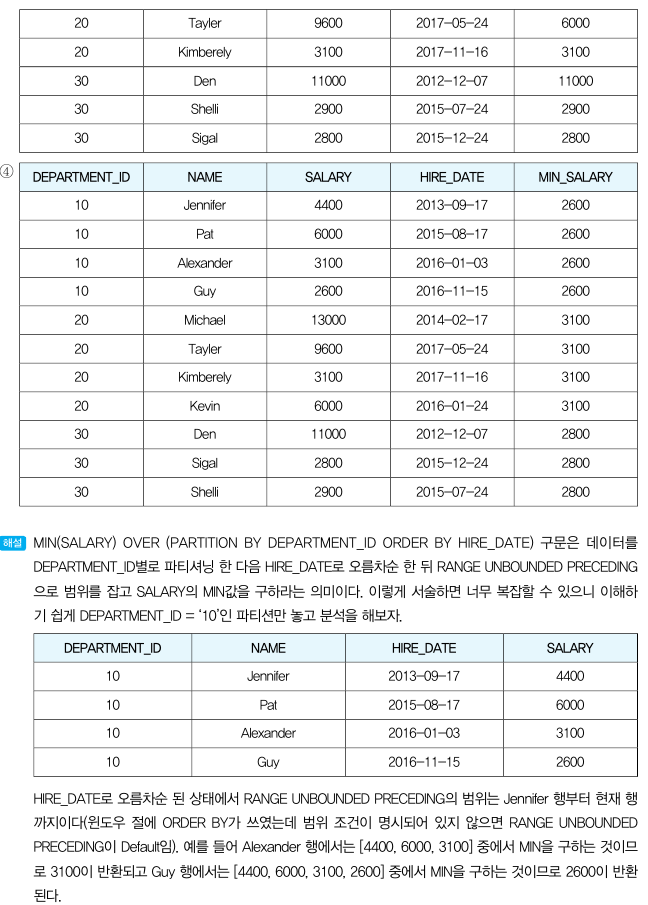 20 Tayler 9600 2017-05-24 6000
20 Kimberely 3100 2017-11-16 3100
30 Den 11000 2012-12-07 11000
30 Shelli 2900 2015-07-24 2900
30 Sigal 2800 2015-12-24 2800
④ DEPARTMENT_ID NAME SALARY HIRE_DATE MIN_SALARY
10 Jennifer 4400 2013-09-17 2600
10 Pat 6000 2015-08-17 2600
10 Alexander 3100 2016-01-03 2600
10 Guy 2600 2016-11-15 2600
20 Michael 13000 2014-02-17 3100
20 Tayler 9600 2017-05-24 3100
20 Kimberely 3100 2017-11-16 3100
20 Kevin 6000 2016-01-24 3100
30 Den 11000 2012-12-07 2800
30 Sigal 2800 2015-12-24 2800
30 Shelli 2900 2015-07-24 2800
해설 MIN(SALARY) OVER (PARTITION BY DEPARTMENT_ID ORDER BY HIRE_DATE) 구문은 데이터를
DEPARTMENT_ID별로 파티셔닝 한 다음 HIRE_DATE로 오름차순 한 뒤 RANGE UNBOUNDED PRECEDING
으로 범위를 잡고 SALARY의 MIN값을 구하라는 의미이다. 이렇게 서술하면 너무 복잡할 수 있으니 이해하
기 쉽게 DEPARTMENT_ID = ‘10’인 파티션만 놓고 분석을 해보자.
DEPARTMENT_ID NAME HIRE_DATE SALARY
10 Jennifer 2013-09-17 4400
10 Pat 2015-08-17 6000
10 Alexander 2016-01-03 3100
10 Guy 2016-11-15 2600
HIRE_DATE로 오름차순 된 상태에서 RANGE UNBOUNDED PRECEDING의 범위는 Jennifer 행부터 현재 행
까지이다(윈도우 절에 ORDER BY가 쓰였는데 범위 조건이 명시되어 있지 않으면 RANGE UNBOUNDED
PRECEDING이 Default임). 예를 들어 Alexander 행에서는 [4400, 6000, 3100] 중에서 MIN을 구하는 것이므
로 3100이 반환되고 Guy 행에서는 [4400, 6000, 3100, 2600] 중에서 MIN을 구하는 것이므로 2600이 반환
된다.